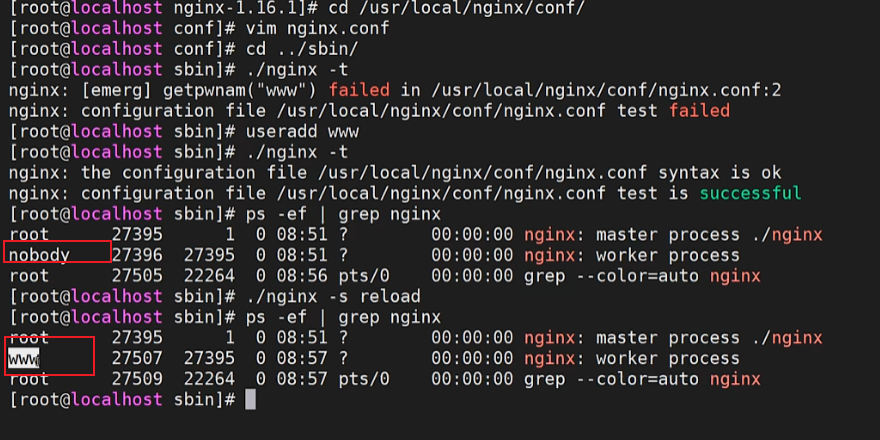 [root@localhost nginx-1.16.1]# cd /usr/local/nginx/conf/
[root@localhost conf]# vim nginx.conf
[root@localhost conf]# cd ../sbin/
[root@localhost sbin]# ./nginx -t
nginx: [emerg] getpwnam("www") failed in /usr/local/nginx/conf/nginx.conf:2
nginx: configuration file /usr/local/nginx/conf/nginx.conf test failed
[root@localhost sbin]# useradd www
[root@localhost sbin]# ./nginx -t
nginx: the configuration file /usr/local/nginx/conf/nginx.conf syntax is ok
nginx: configuration file /usr/local/nginx/conf/nginx.conf test is successful
[root@localhost sbin]# ps -ef | grep nginx
root      27395      1  0 08:51 ?        00:00:00 nginx: master process ./nginx
nobody    27396  27395  0 08:51 ?        00:00:00 nginx: worker process
root      27505  22264  0 08:56 pts/0    00:00:00 grep --color=auto nginx
[root@localhost sbin]# ./nginx -s reload
[root@localhost sbin]# ps -ef | grep nginx
root      27395      1  0 08:51 ?        00:00:00 nginx: master process ./nginx
www       27507  27395  0 08:57 ?        00:00:00 nginx: worker process
root      27509  22264  0 08:57 pts/0    00:00:00 grep --color=auto nginx
[root@localhost sbin]#